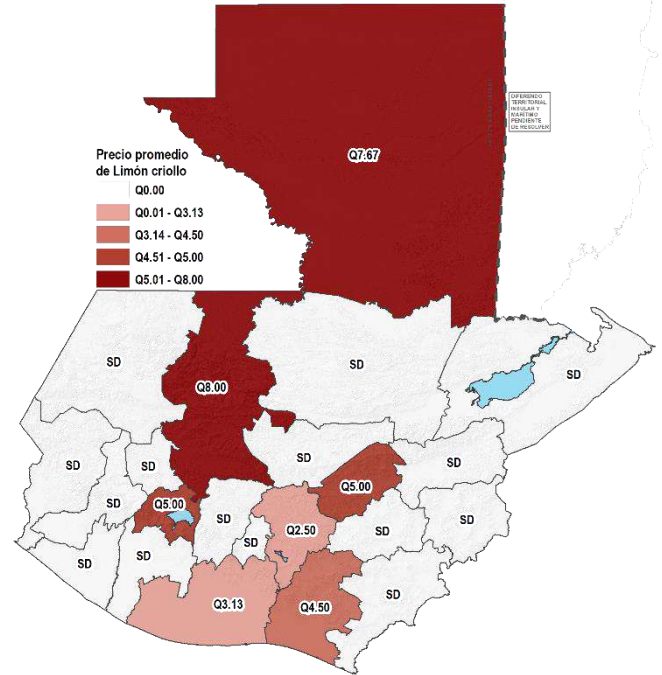 DIFERENDO
TERRITORIAL
INSULAR Y
MARÍTIMO
PENDIENTE
DE RESOLVER
Q7.67
Precio promedio
de Limón criollo
Q0.00
Q0.01 - Q3.13
Q3.14 - Q4.50
Q4.51 - Q5.00
Q5.01 - Q8.00
SD
SD
SD
Q8.00
SD
SD
SD
SD
Q5.00
SD
Q5.00
SD
SD
Q2.50
SD
SD
SD
SD
SD
SD
Q3.13
Q4.50